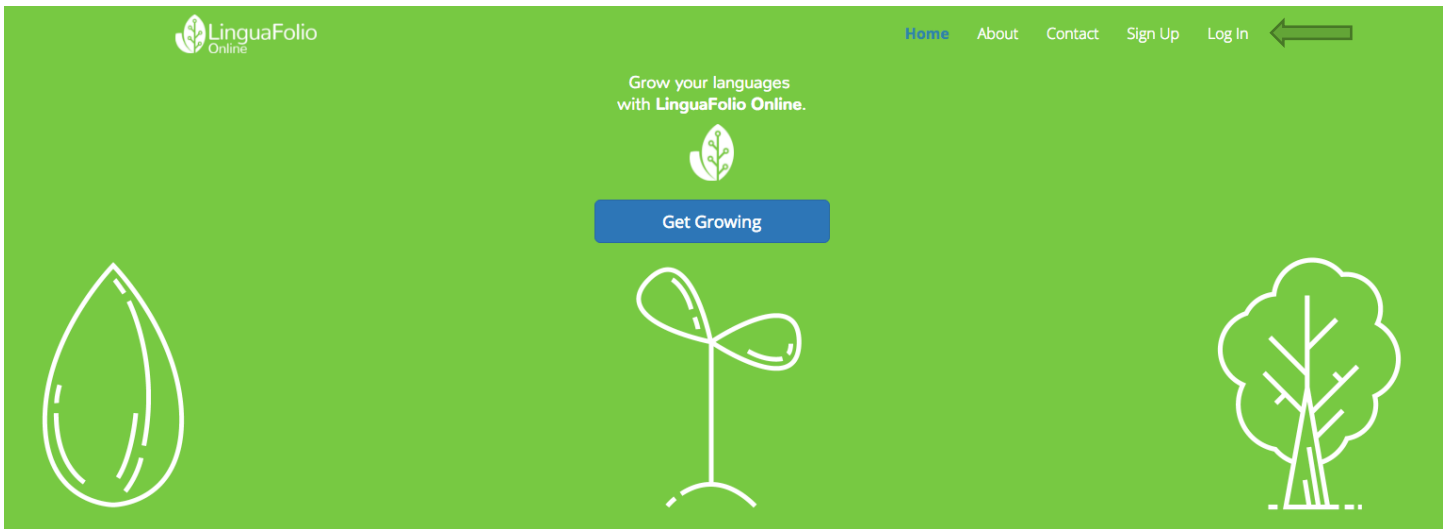 LinguaFolio
Online
Home About Contact Sign Up Log In
Grow your languages
with LinguaFolio Online.
Get Growing